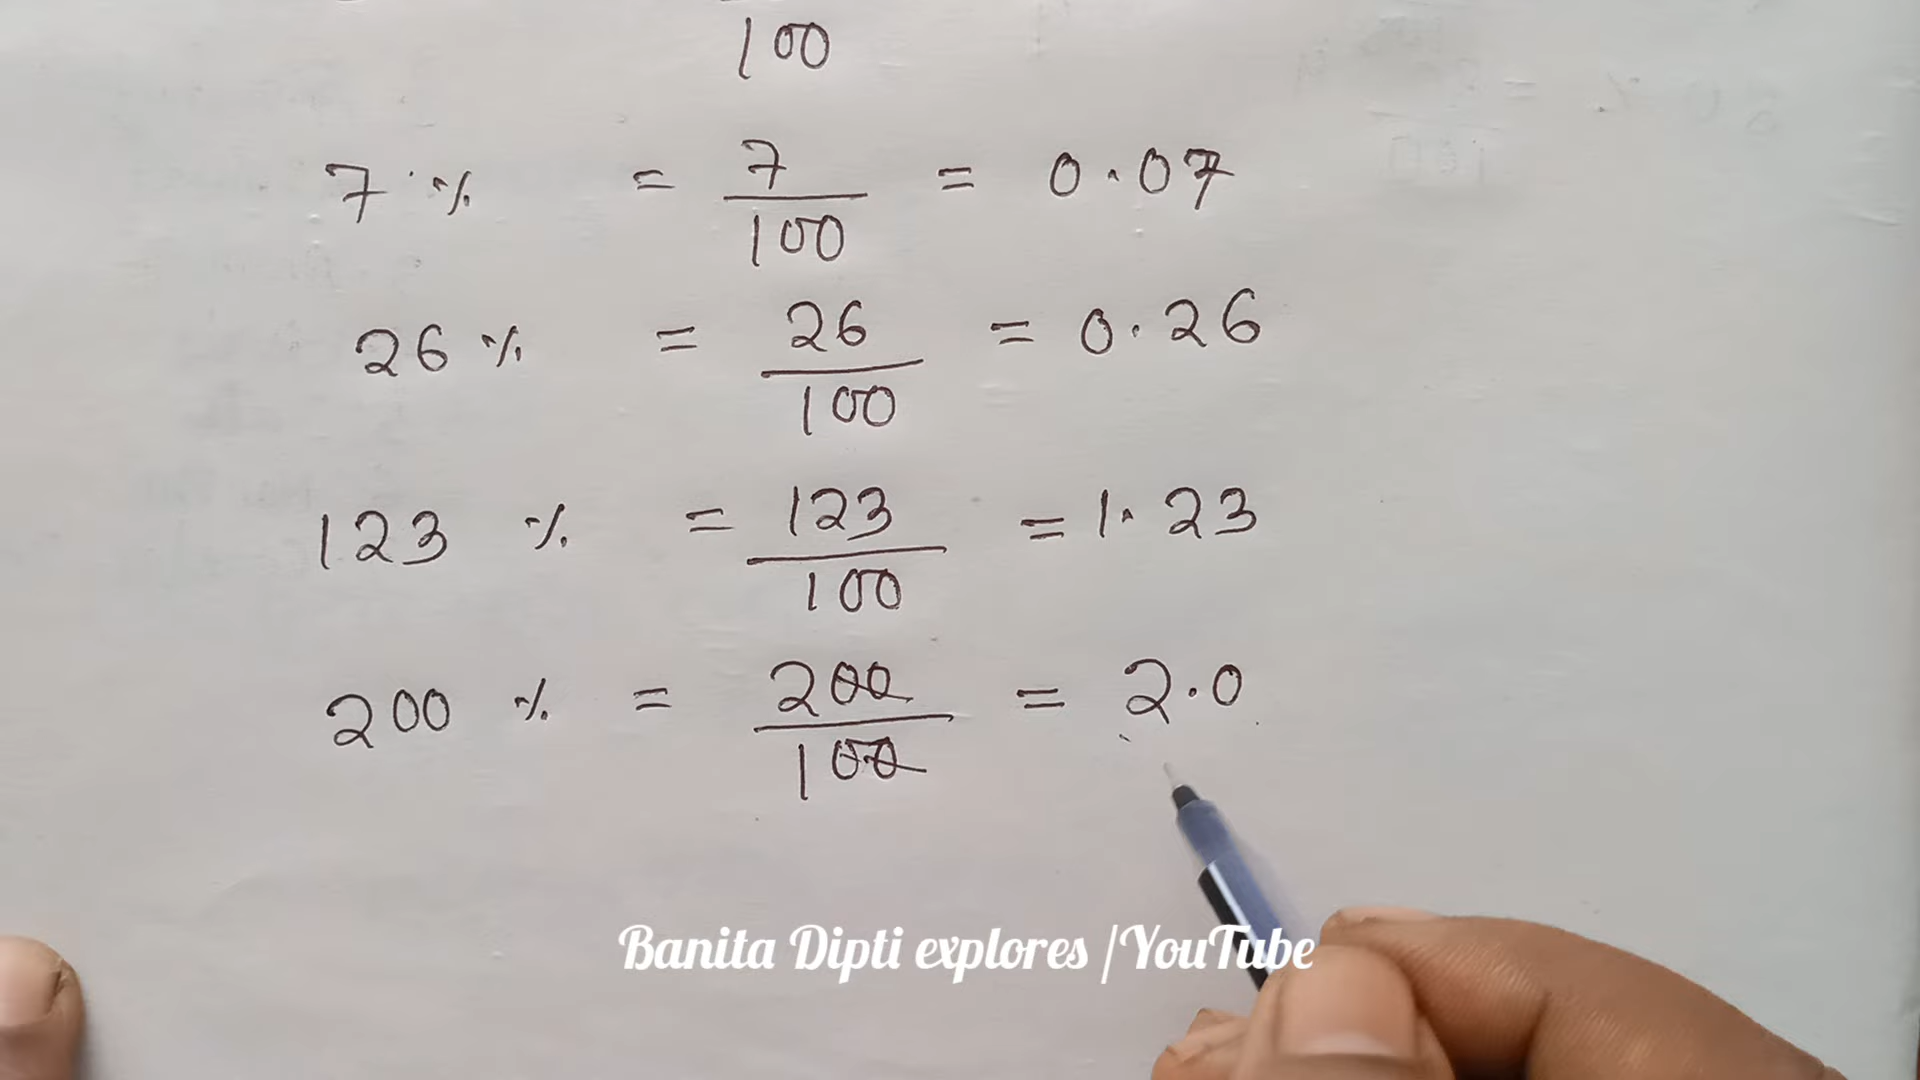 100
7 % = 7/100 = 0.07
26 % = 26/100 = 0.26
123 % = 123/100 = 1.23
200 % = 200/100 = 2.0
Banita Dipti explores /YouTube